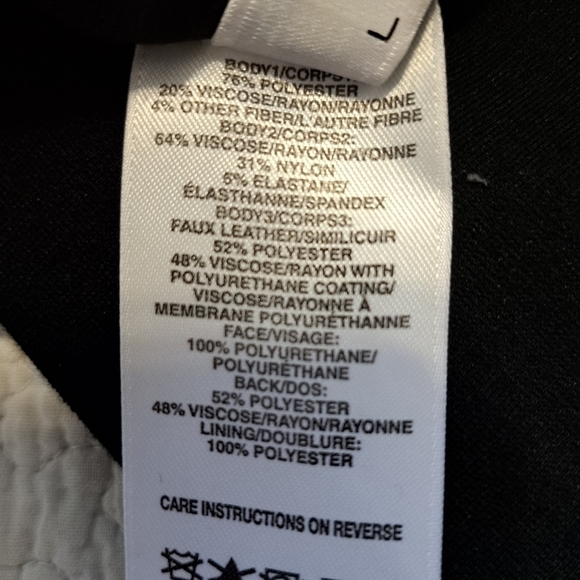 L
BODY1/CORPS1:
76% POLYESTER
20% VISCOSE/RAYON/RAYONNE
4% OTHER FIBER/L'AUTRE FIBRE
BODY2/CORPS2:
64% VISCOSE/RAYON/RAYONNE
31% NYLON
5% ELASTANE/
ÉLASTHANNE/SPANDEX
BODY3/CORPS3:
FAUX LEATHER/SIMILICUIR
52% POLYESTER
48% VISCOSE/RAYON WITH
POLYURETHANE COATING/
VISCOSE/RAYONNE À
MEMBRANE POLYURÉTHANNE
FACE/VISAGE:
100% POLYURETHANE/
POLYURÉTHANE
BACK/DOS:
52% POLYESTER
48% VISCOSE/RAYON/RAYONNE
LINING/DOUBLURE:
100% POLYESTER
CARE INSTRUCTIONS ON REVERSE